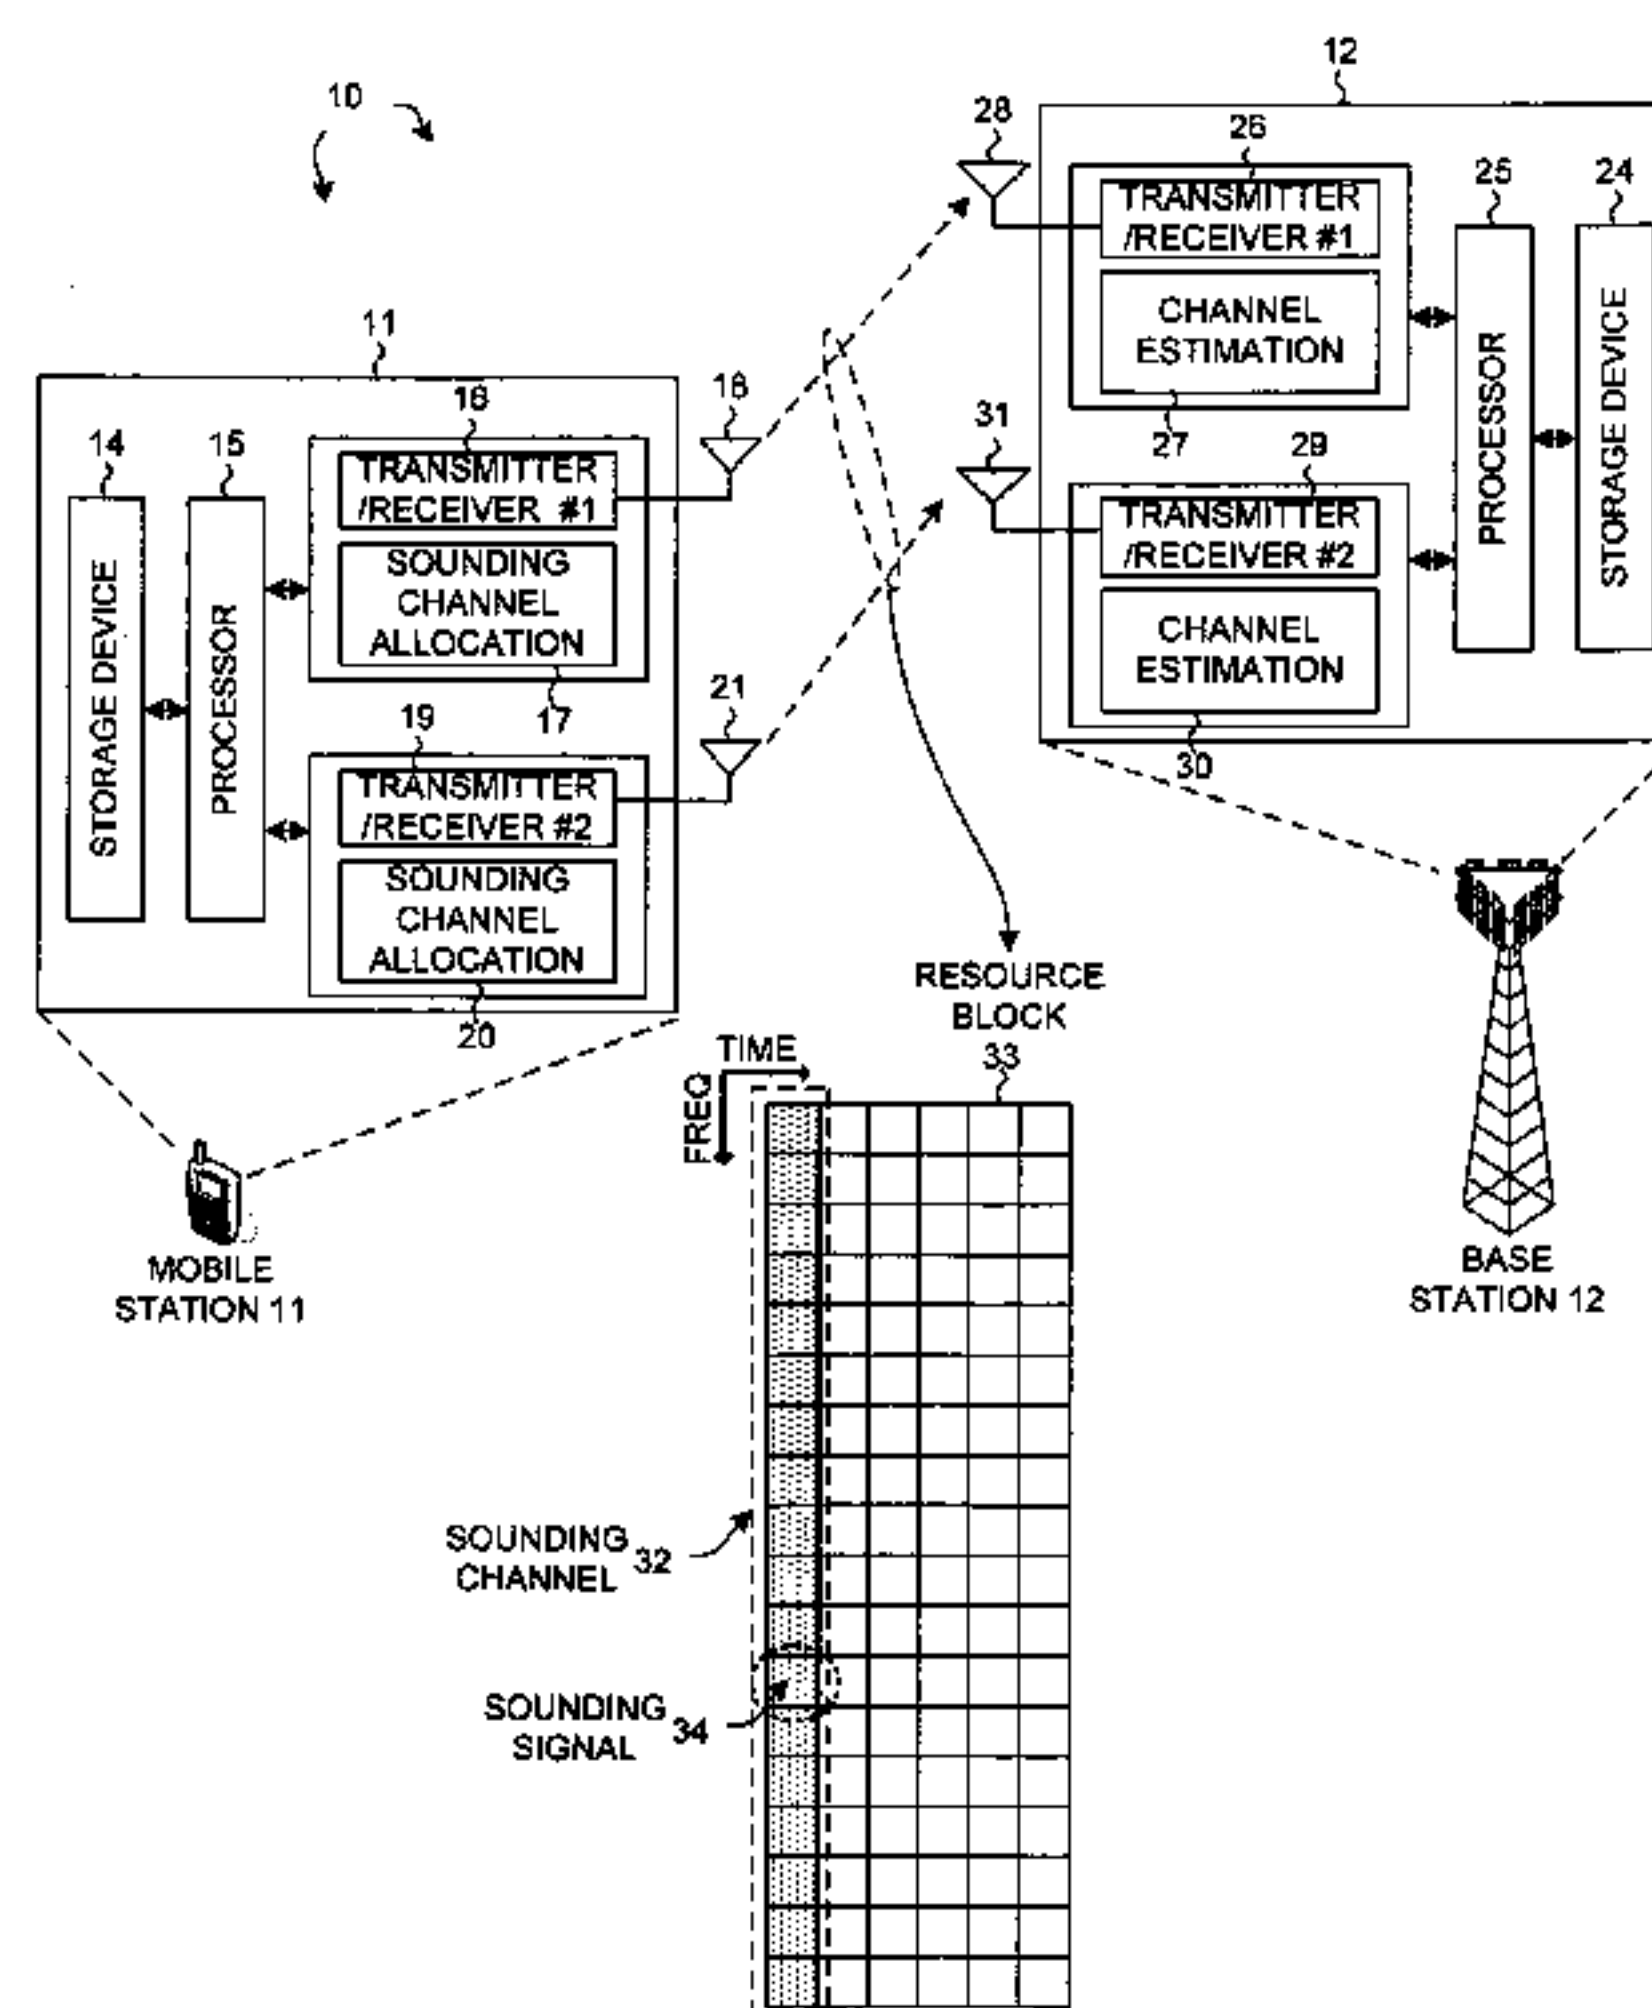 10
12
28
26
25
24
TRANSMITTER
/RECEIVER #1
CHANNEL
ESTIMATION
27
PROCESSOR
STORAGE DEVICE
31
29
TRANSMITTER
/RECEIVER #2
CHANNEL
ESTIMATION
30
11
16
18
14
15
TRANSMITTER
/RECEIVER #1
SOUNDING
CHANNEL
ALLOCATION
17
STORAGE DEVICE
PROCESSOR
21
19
TRANSMITTER
/RECEIVER #2
SOUNDING
CHANNEL
ALLOCATION
20
RESOURCE
BLOCK
33
TIME
FREQ
MOBILE
STATION 11
BASE
STATION 12
SOUNDING
CHANNEL 32
SOUNDING
SIGNAL 34